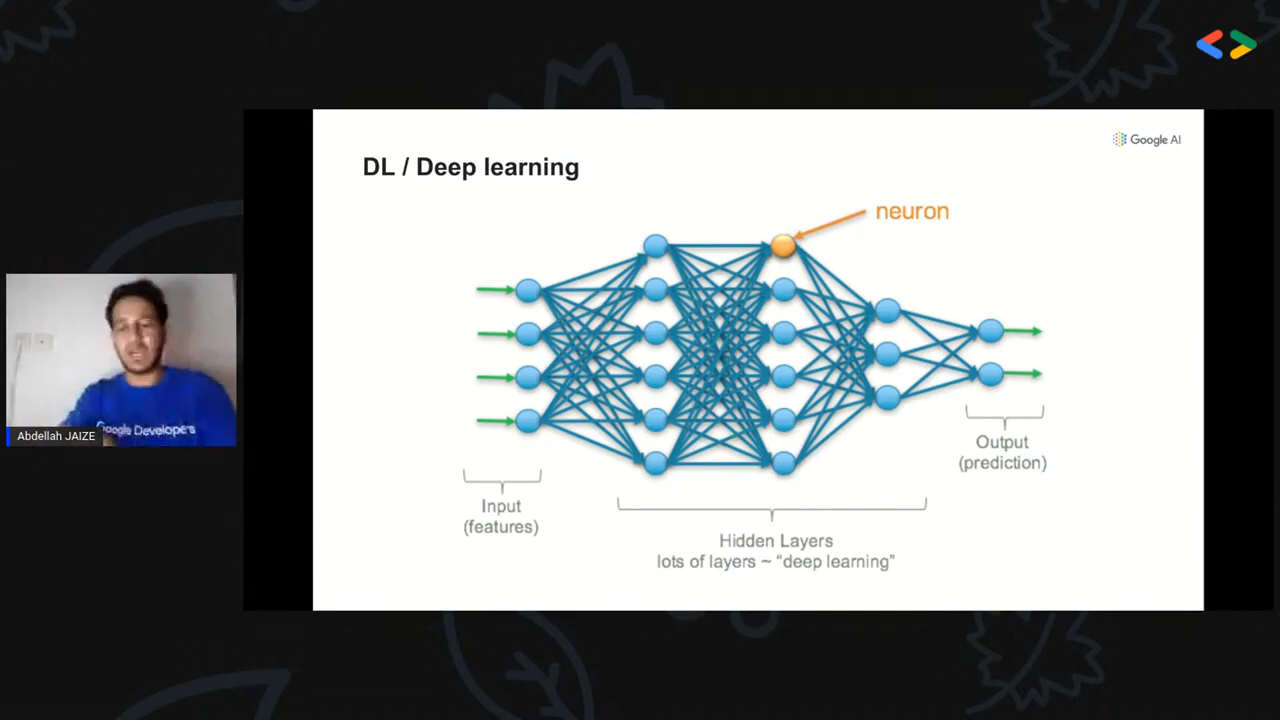 Google AI
DL / Deep learning
neuron
Google Developers
Abdellah JAIZE
Output
(prediction)
Input
(features)
Hidden Layers
lots of layers ~ “deep learning”